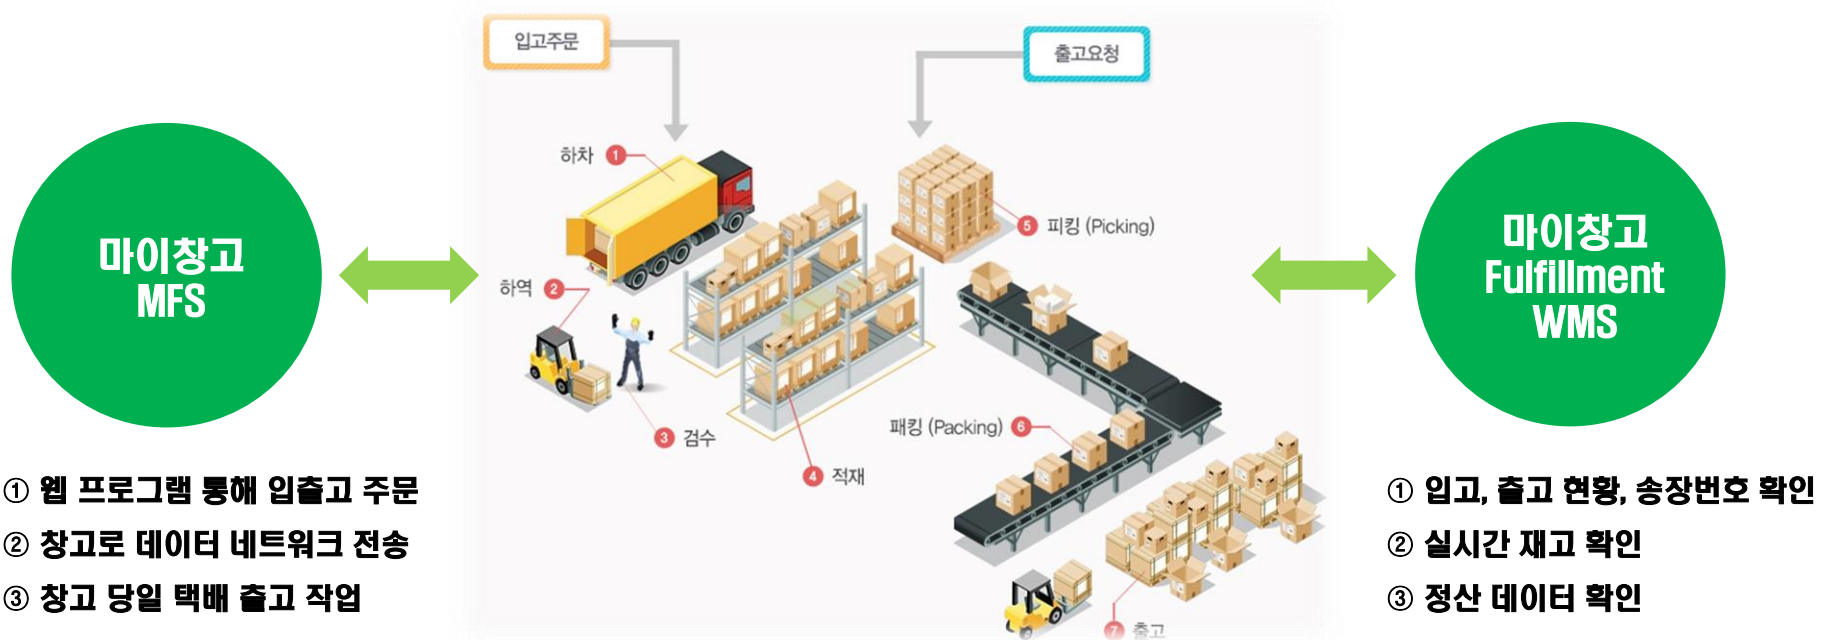 입고주문
출고요청
하차 1
5 피킹 (Picking)
하역 2
3 검수
4 적재
패킹 (Packing) 6
7 출고
마이창고
MFS
① 웹 프로그램 통해 입출고 주문
② 창고로 데이터 네트워크 전송
③ 창고 당일 택배 출고 작업
마이창고
Fulfillment
WMS
① 입고, 출고 현황, 송장번호 확인
② 실시간 재고 확인
③ 정산 데이터 확인